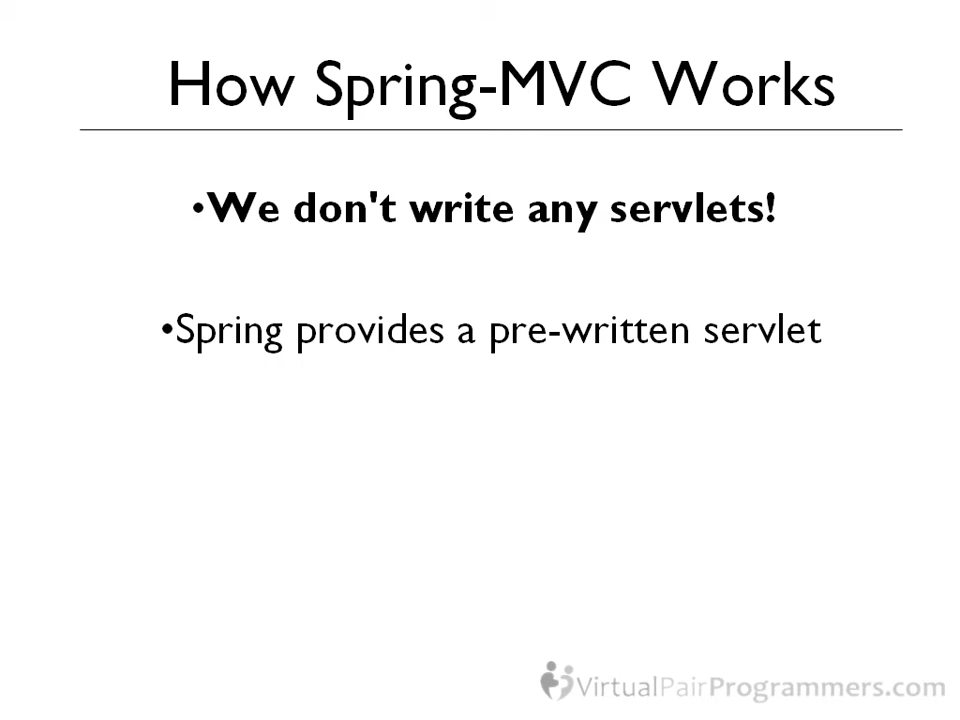 How Spring-MVC Works
•We don't write any servlets!
•Spring provides a pre-written servlet
VirtualPairProgrammers.com